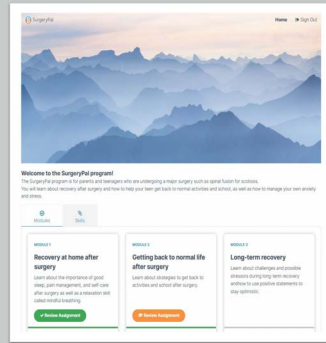 SurgeryPal
Home
Sign Out
Welcome to the SurgeryPal program!
The SurgeryPal program is for parents and teenagers who are undergoing a major surgery such as spinal fusion for scoliosis.
You will learn about recovery after surgery and how to help your teen get back to normal activities and school, as well as how to manage your own anxiety
and stress.
Modules
Skills
MODULE 1
Recovery at home after
surgery
Learn about the importance of good
sleep, pain management, and self-care
after surgery as well as a relaxation skill
called mindful breathing.
Review Assignment
MODULE 2
Getting back to normal life
after surgery
Learn about strategies to get back to
activities and school after surgery.
Review Assignment
MODULE 3
Long-term recovery
Learn about challenges and possible
stressors during long-term recovery
andhow to use positive statements to
stay optimistic.